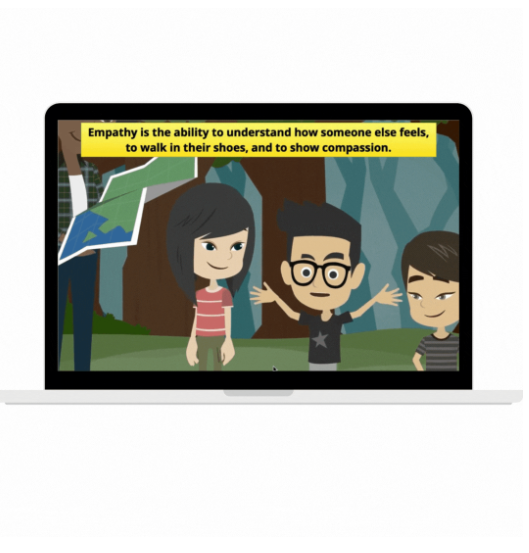 Empathy is the ability to understand how someone else feels,
to walk in their shoes, and to show compassion.